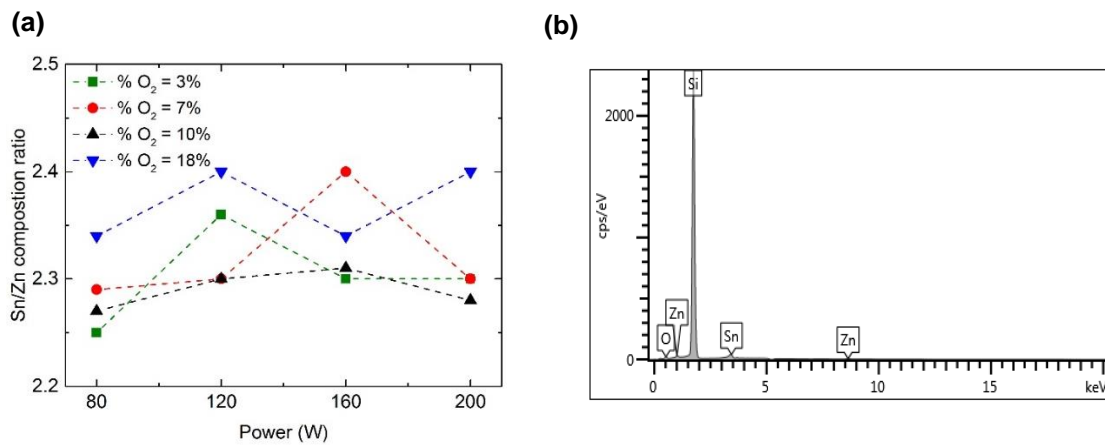 (a)
2.5
2.4
2.3
2.2
Sn/Zn compostion ratio
% O2 = 3%
% O2 = 7%
% O2 = 10%
% O2 = 18%
80 120 160 200
Power (W)
(b)
cps/eV
2000
0
Si
Zn
O
Sn
Zn
0 5 10 15 keV